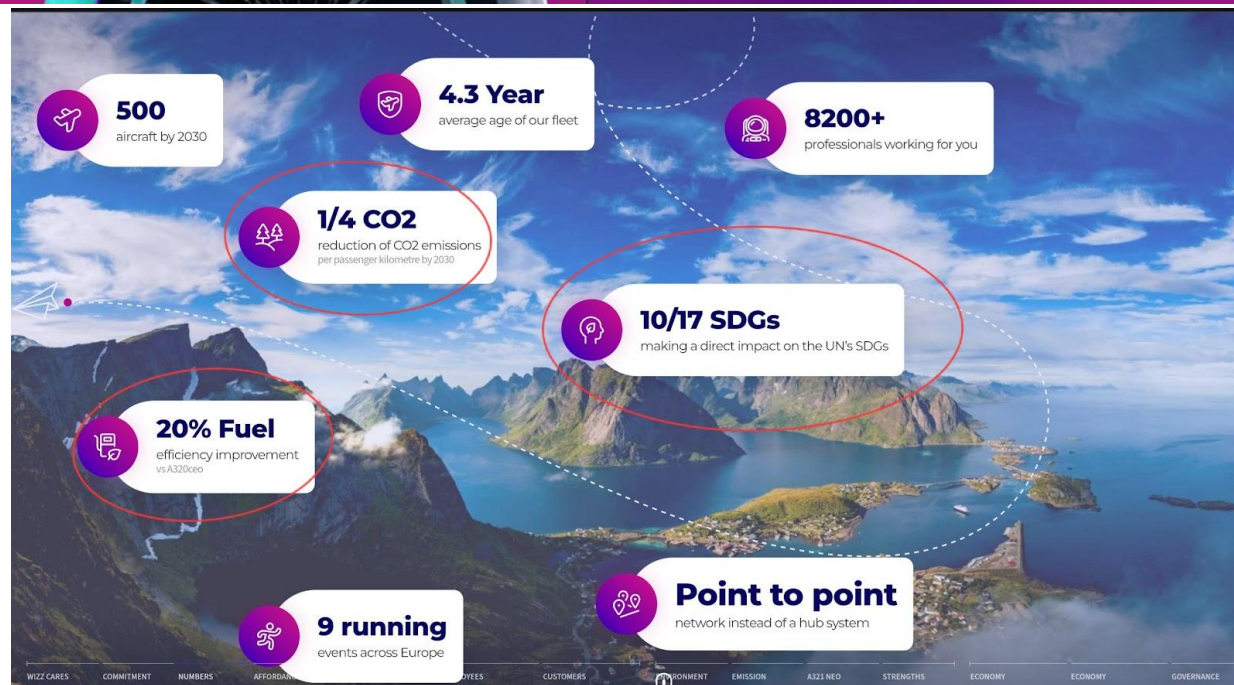 500
aircraft by 2030
4.3 Year
average age of our fleet
8200+
professionals working for you
1/4 CO2
reduction of CO2 emissions
per passenger kilometre by 2030
10/17 SDGs
making a direct impact on the UN's SDGs
20% Fuel
efficiency improvement
vs A320ceo
Point to point
network instead of a hub system
9 running
events across Europe
WIZZ CARES COMMITMENT NUMBERS CUSTOMERS EMISSION A321 NEO STRENGTHS ECONOMY ECONOMY GOVERNANCE